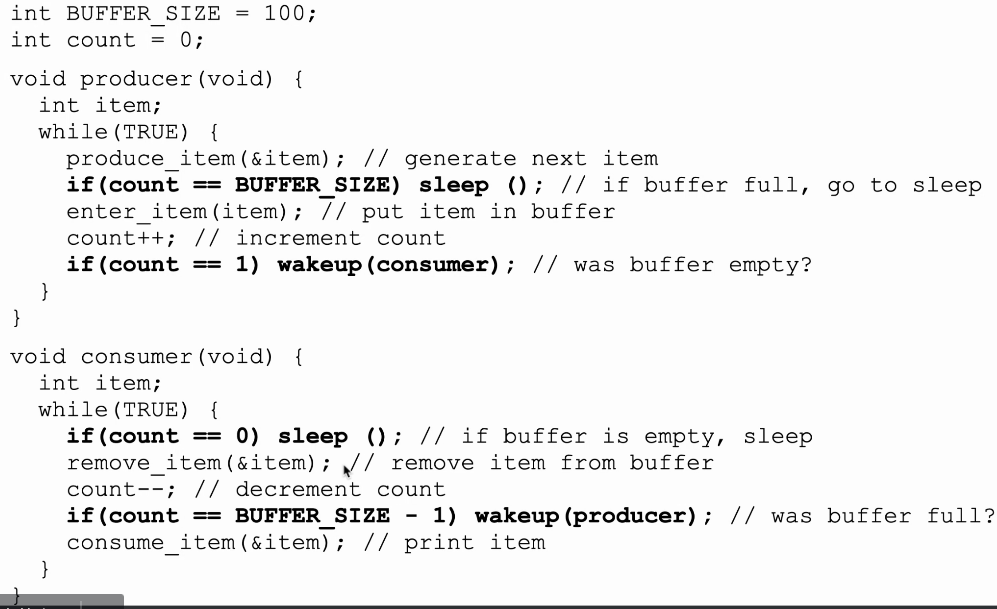 int BUFFER_SIZE = 100;
int count = 0;
void producer(void) {
int item;
while(TRUE) {
produce_item(&item); // generate next item
if(count == BUFFER_SIZE) sleep (); // if buffer full, go to sleep
enter_item(item); // put item in buffer
count++; // increment count
if(count == 1) wakeup(consumer); // was buffer empty?
}
}
void consumer(void) {
int item;
while(TRUE) {
if(count == 0) sleep (); // if buffer is empty, sleep
remove_item(&item); // remove item from buffer
count--; // decrement count
if(count == BUFFER_SIZE - 1) wakeup(producer); // was buffer full?
consume_item(&item); // print item
}
}